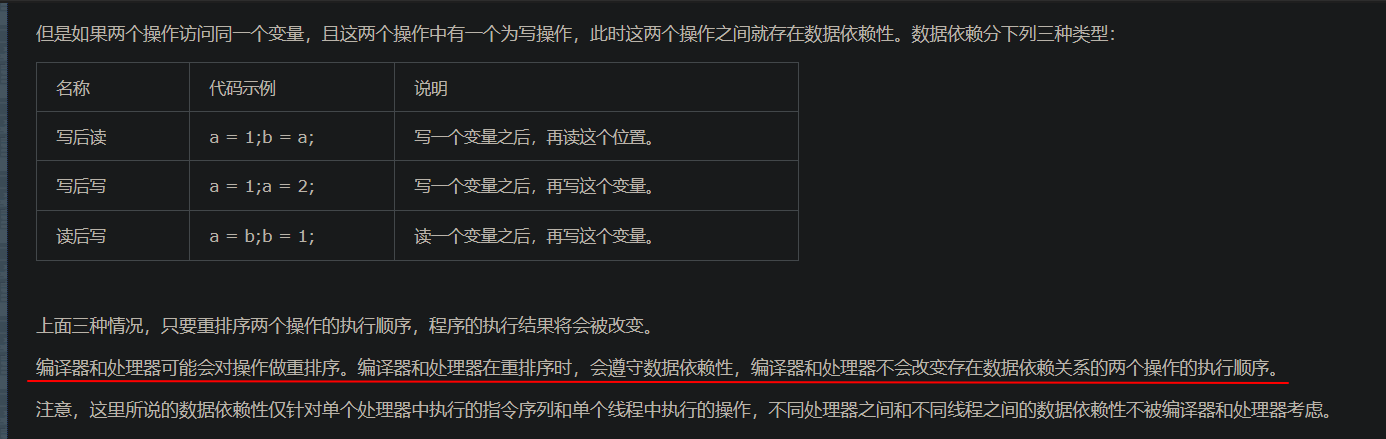 但是如果两个操作访问同一个变量，且这两个操作中有一个为写操作，此时这两个操作之间就存在数据依赖性。数据依赖分下列三种类型：
名称 代码示例 说明
写后读 a = 1;b = a; 写一个变量之后，再读这个位置。
写后写 a = 1;a = 2; 写一个变量之后，再写这个变量。
读后写 a = b;b = 1; 读一个变量之后，再写这个变量。
上面三种情况，只要重排序两个操作的执行顺序，程序的执行结果将会被改变。
编译器和处理器可能会对操作做重排序。编译器和处理器在重排序时，会遵守数据依赖性，编译器和处理器不会改变存在数据依赖关系的两个操作的执行顺序。
注意，这里所说的数据依赖性仅针对单个处理器中执行的指令序列和单个线程中执行的操作，不同处理器之间和不同线程之间的数据依赖性不被编译器和处理器考虑。